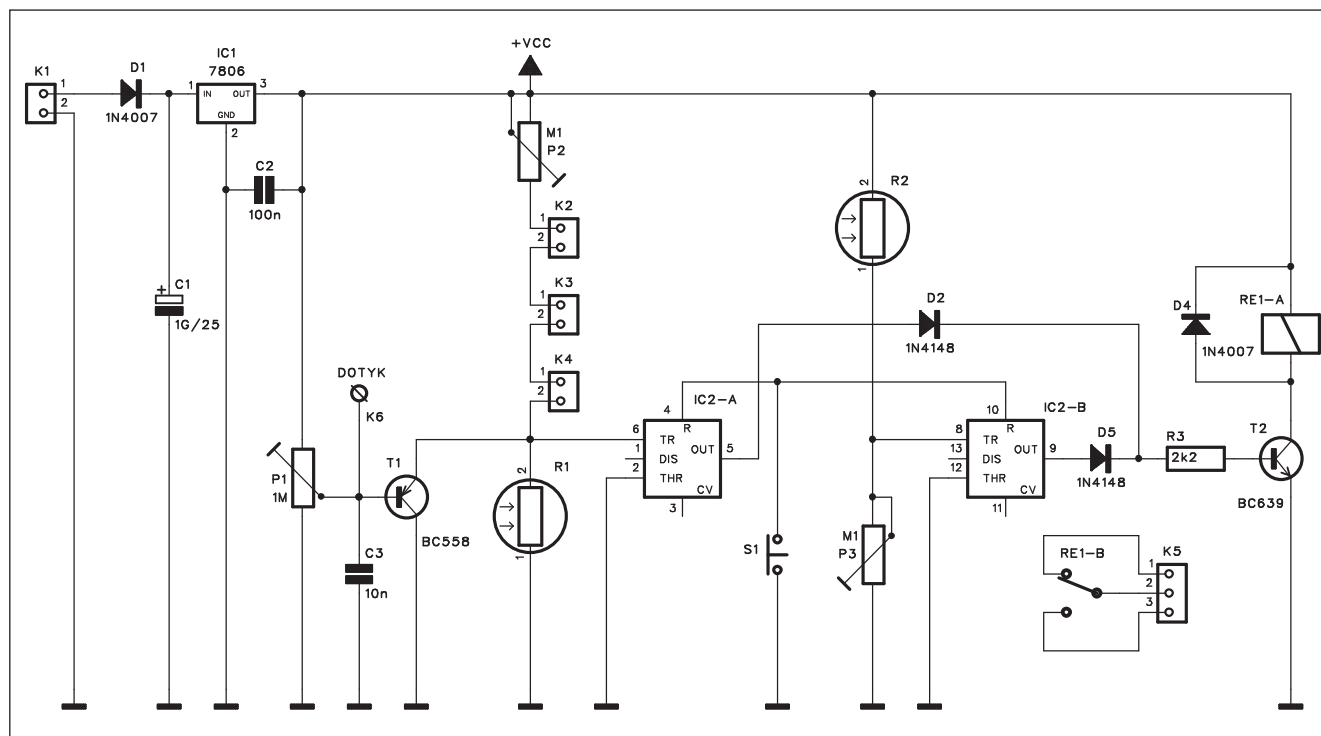 K1
1
2
D1
1N4007
IC1
7806
1
3
IN OUT
GND
2
C2
100n
+
C1
1G/25
+VCC
M1
P2
K2
1
2
K3
1
2
K4
1
2
DOTYK
K6
P1
1M
T1
BC558
C3
10n
2
R1
1
IC2-A
4
R
6
TR
1
DIS
2
THR
OUT
5
CV
3
S1
2
R2
1
M1
P3
D2
1N4148
IC2-B
10
R
8
TR
13
DIS
12
THR
OUT
9
CV
11
D5
1N4148
R3
2k2
T2
BC639
D4
1N4007
RE1-A
RE1-B
K5
1
2
3